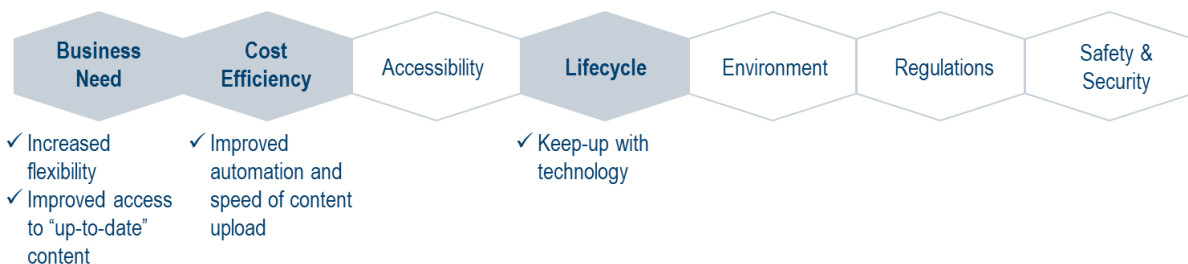 Business
Need
Cost
Efficiency
Accessibility
Lifecycle
Environment
Regulations
Safety &
Security
✓ Increased
flexibility
✓ Improved access
to “up-to-date”
content
✓ Improved
automation and
speed of content
upload
✓ Keep-up with
technology